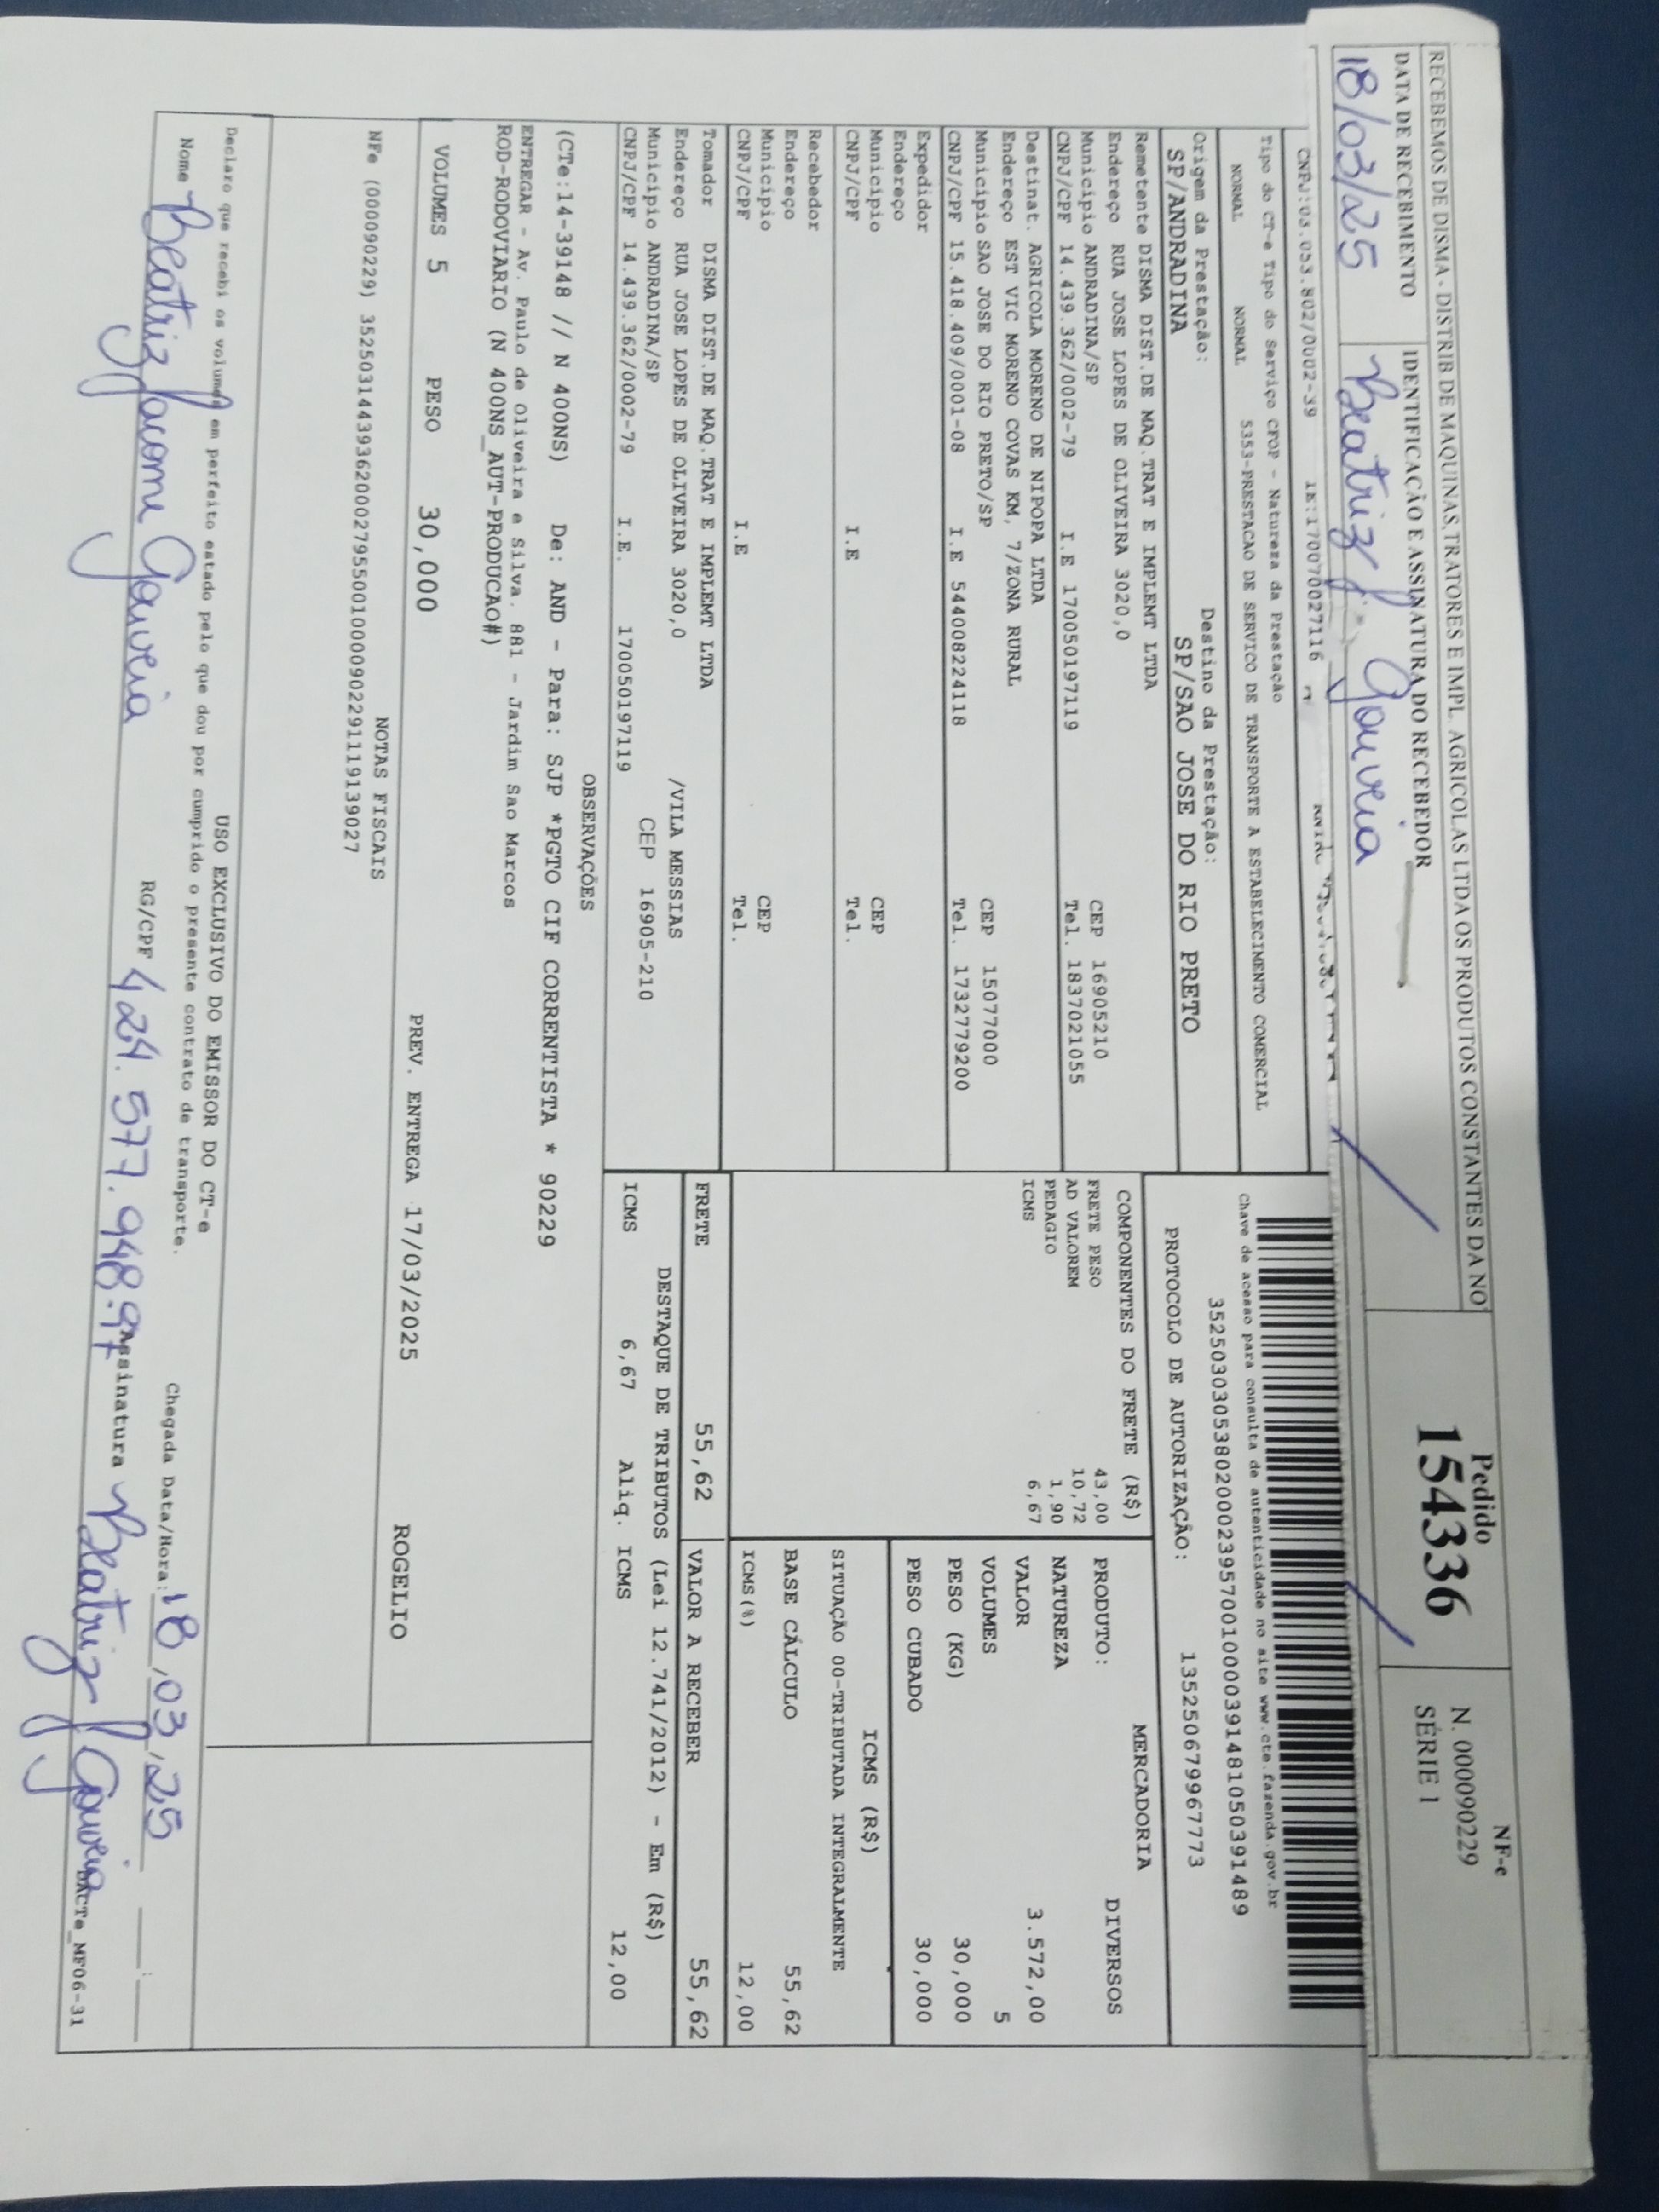 RECEBEMOS DE DISMA - DISTRIB DE MAQUINAS,TRATORES E IMPL. AGRICOLAS LTDA OS PRODUTOS CONSTANTES DA NO
DATA DE RECEBIMENTO IDENTIFICAÇÃO E ASSINATURA DO RECEBEDOR
18/03/25 Beatriz J. Gouveia
Pedido
154336
NF-e
N. 000090229
SÉRIE 1
CNPJ:03.053.802/0002-39 IE:170070027116
Tipo do CT-e Tipo do Serviço CFOP - Natureza da Prestação
NORMAL NORMAL 5353-PRESTACAO DE SERVICO DE TRANSPORTE A ESTABELECIMENTO COMERCIAL
Chave de acesso para consulta de autenticidade no site www.cte.fazenda.gov.br
35250303053802000239570010000391481050391489
Origem da Prestação: Destino da Prestação:
SP/ANDRADINA SP/SAO JOSE DO RIO PRETO
PROTOCOLO DE AUTORIZAÇÃO: 135250679967773
Remetente DISMA DIST.DE MAQ.TRAT E IMPLEMT LTDA
Endereço RUA JOSE LOPES DE OLIVEIRA 3020,0
Município ANDRADINA/SP CEP 16905210
CNPJ/CPF 14.439.362/0002-79 I.E 170050197119 Tel. 1837021055
Destinat. AGRICOLA MORENO DE NIPOPA LTDA
Endereço EST VIC MORENO COVAS KM, 7/ZONA RURAL
Município SAO JOSE DO RIO PRETO/SP CEP 15077000
CNPJ/CPF 15.418.409/0001-08 I.E 544008224118 Tel. 1732779200
Expedidor
Endereço
Município CEP
CNPJ/CPF I.E Tel.
Recebedor
Endereço
Município CEP
CNPJ/CPF I.E Tel.
Tomador DISMA DIST.DE MAQ.TRAT E IMPLEMT LTDA
Endereço RUA JOSE LOPES DE OLIVEIRA 3020,0 /VILA MESSIAS
Município ANDRADINA/SP CEP 16905-210
CNPJ/CPF 14.439.362/0002-79 I.E. 170050197119
COMPONENTES DO FRETE (R$)
FRETE PESO 43,00
AD VALOREM 10,72
PEDAGIO 1,90
ICMS 6,67
MERCADORIA
PRODUTO: DIVERSOS
NATUREZA
VALOR 3.572,00
VOLUMES 5
PESO (KG) 30,000
PESO CUBADO 30,000
ICMS (R$)
SITUAÇÃO 00-TRIBUTADA INTEGRALMENTE
BASE CÁLCULO 55,62
ICMS(%) 12,00
FRETE 55,62 VALOR A RECEBER 55,62
DESTAQUE DE TRIBUTOS (Lei 12.741/2012) - Em (R$)
ICMS 6,67 Aliq. ICMS 12,00
OBSERVAÇÕES
(CTe:14-39148 // N 400NS) De: AND - Para: SJP *PGTO CIF CORRENTISTA * 90229
ENTREGAR - Av. Paulo de Oliveira e Silva. 881 - Jardim Sao Marcos
ROD-RODOVIARIO (N 400NS_AUT-PRODUCAO#)
VOLUMES 5 PESO 30,000 PREV. ENTREGA 17/03/2025 ROGELIO
NOTAS FISCAIS
NFe (000090229) 35250314439362000279550010000902291119139027
USO EXCLUSIVO DO EMISSOR DO CT-e
Declaro que recebi os volumes em perfeito estado pelo que dou por cumprido o presente contrato de transporte.
Chegada Data/Hora: 18/03/25 __:__
Nome Beatriz Jacomi Gouveia RG/CPF 424.577.948.97 Assinatura Beatriz J Gouveia
DACTe_MF06-31